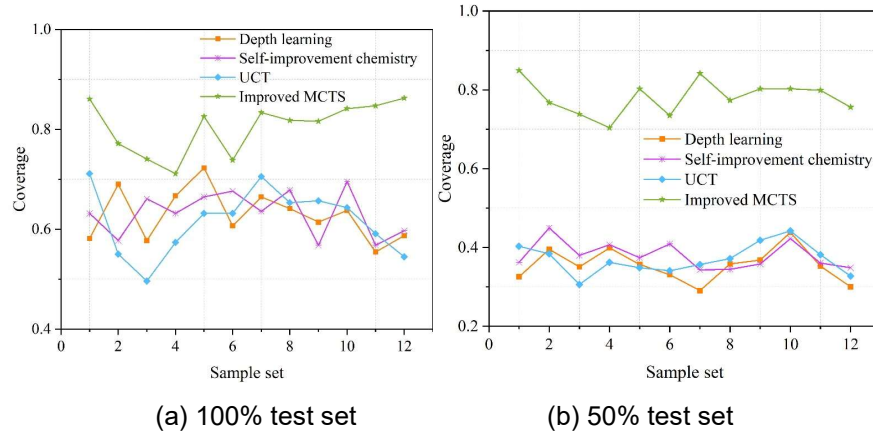 1.0
0.8
0.6
0.4
Coverage
Depth learning
Self-improvement chemistry
UCT
Improved MCTS
0 2 4 6 8 10 12
Sample set
(a) 100% test set
1.0
0.8
0.6
0.4
0.2
Coverage
Depth learning
Self-improvement chemistry
UCT
Improved MCTS
0 2 4 6 8 10 12
Sample set
(b) 50% test set